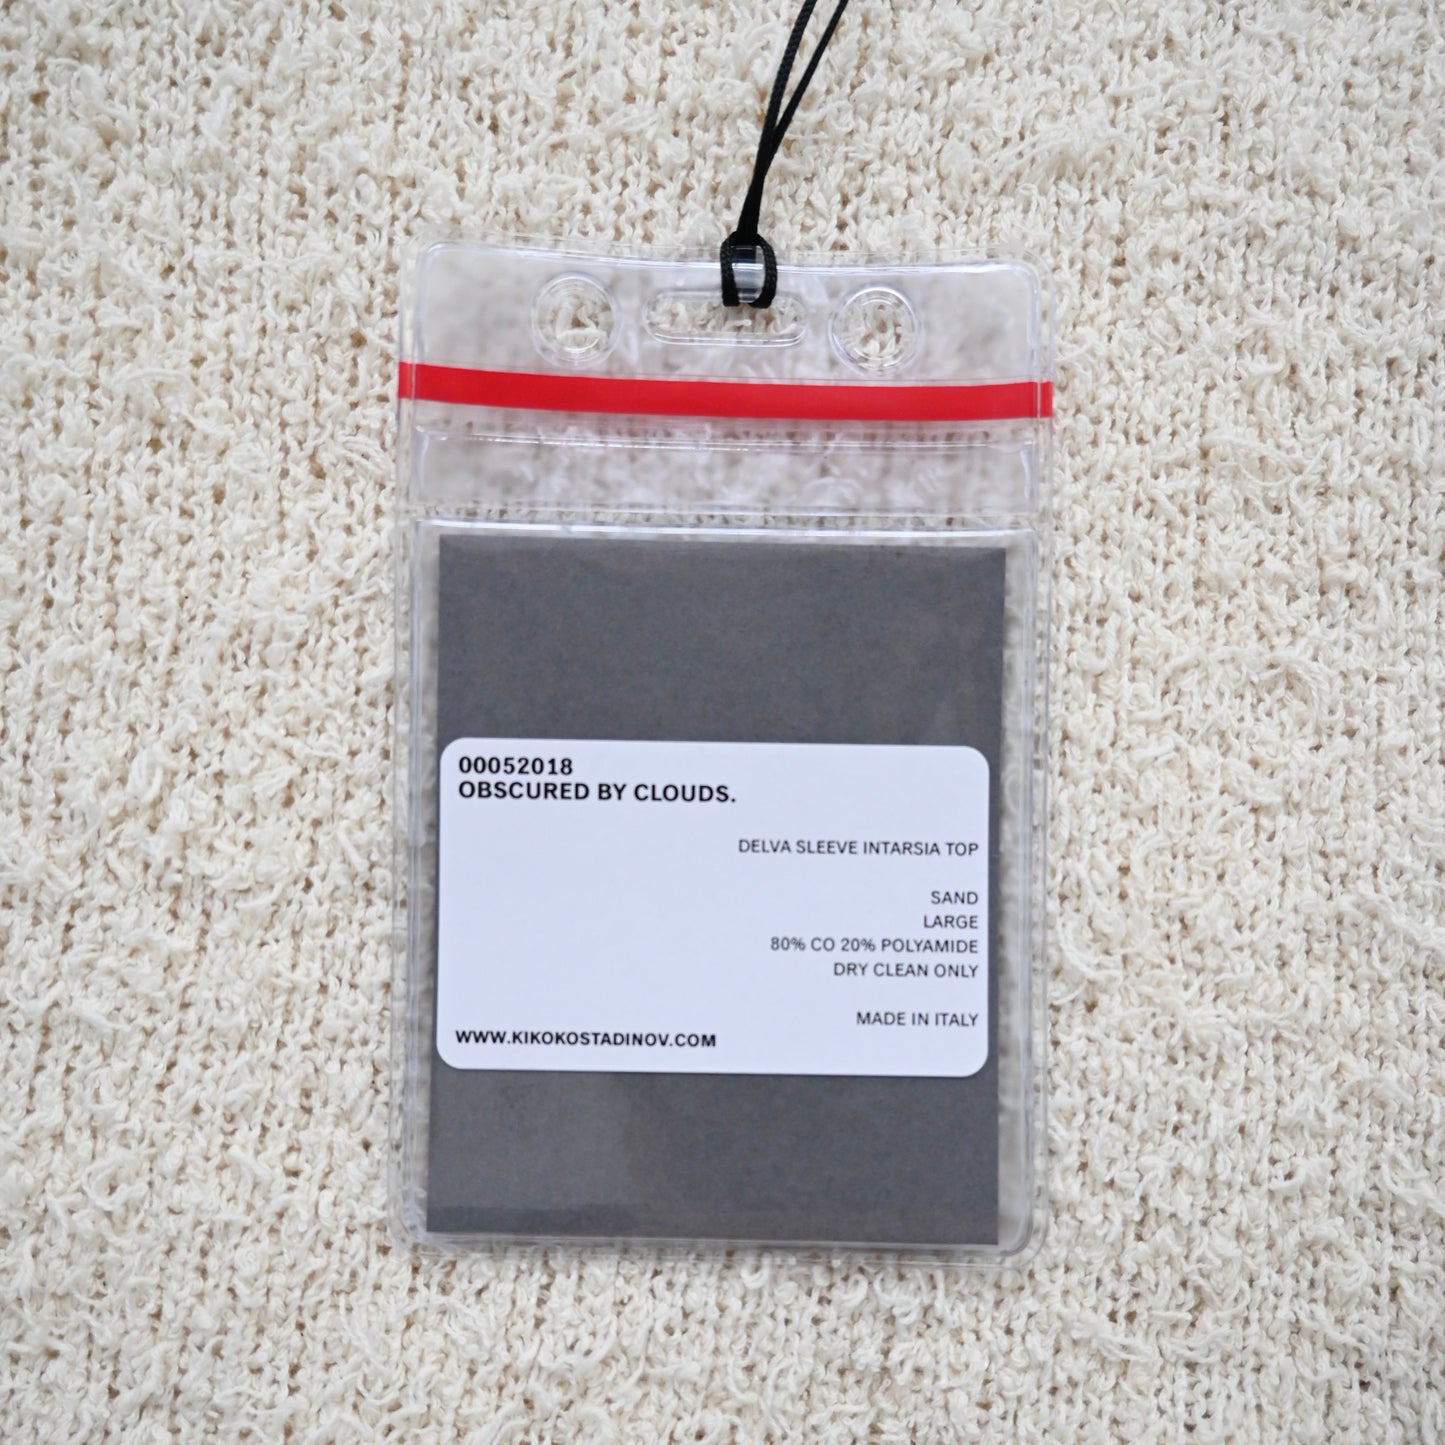 00052018
OBSCURED BY CLOUDS.
DELVA SLEEVE INTARSIA TOP
SAND
LARGE
80% CO 20% POLYAMIDE
DRY CLEAN ONLY
MADE IN ITALY
WWW.KIKOKOSTADINOV.COM